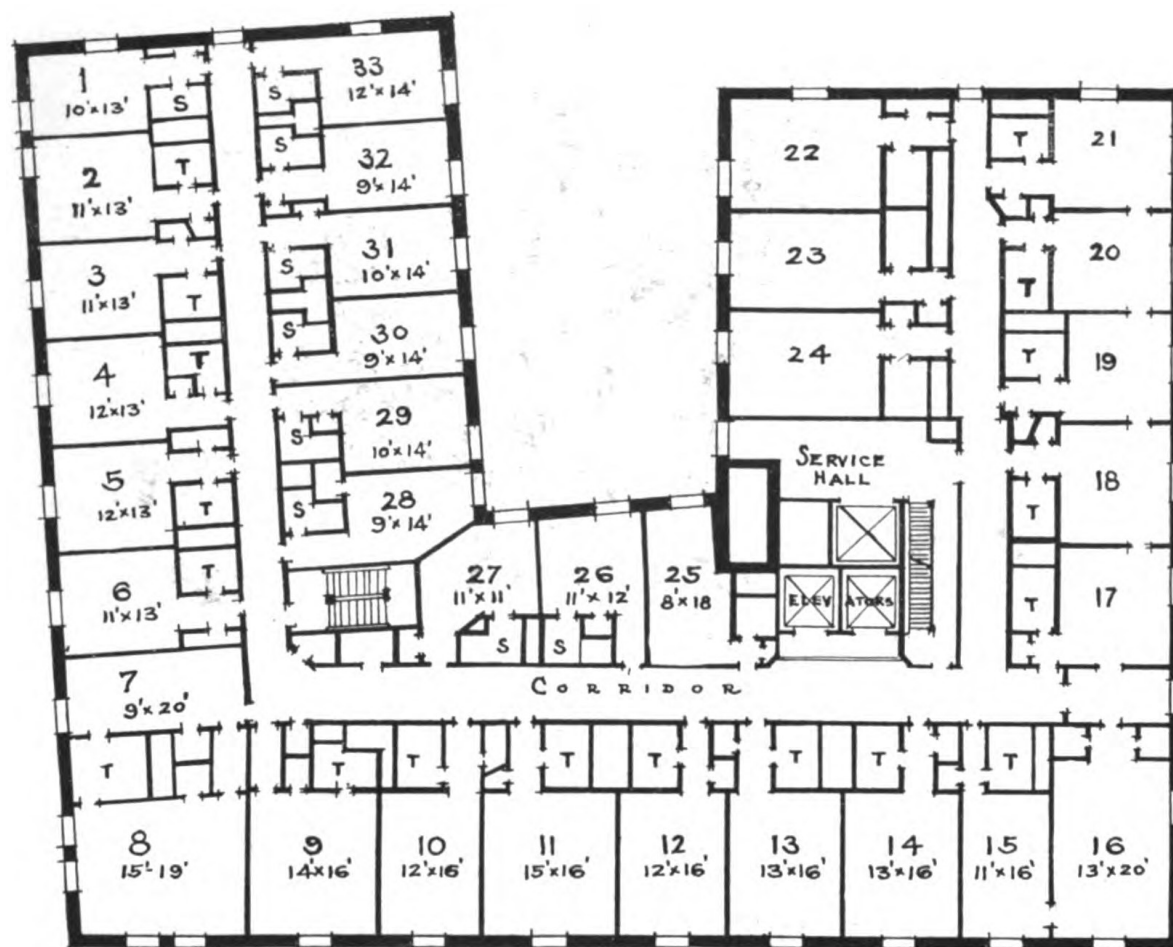 1
10'x13'
S
2
11'x13'
T
3
11'x13'
T
4
12'x13'
T
5
12'x13'
T
6
11'x13'
T
7
9'x20'
T
8
15'-19'
33
12'x14'
S
S
32
9'x14'
31
10'x14'
S
30
9'x14'
S
29
10'x14'
S
28
9'x14'
S
27
11'x11'
S
26
11'x12'
S
25
8'x18
CORRIDOR
22
23
24
SERVICE
HALL
ELEVATORS
21
T
20
T
19
T
18
T
17
T
T
9
14'x16'
T
10
12'x16'
T
11
15'x16'
T
12
12'x16'
T
13
13'x16'
T
14
13'x16'
T
15
11'x16'
16
13'x20'